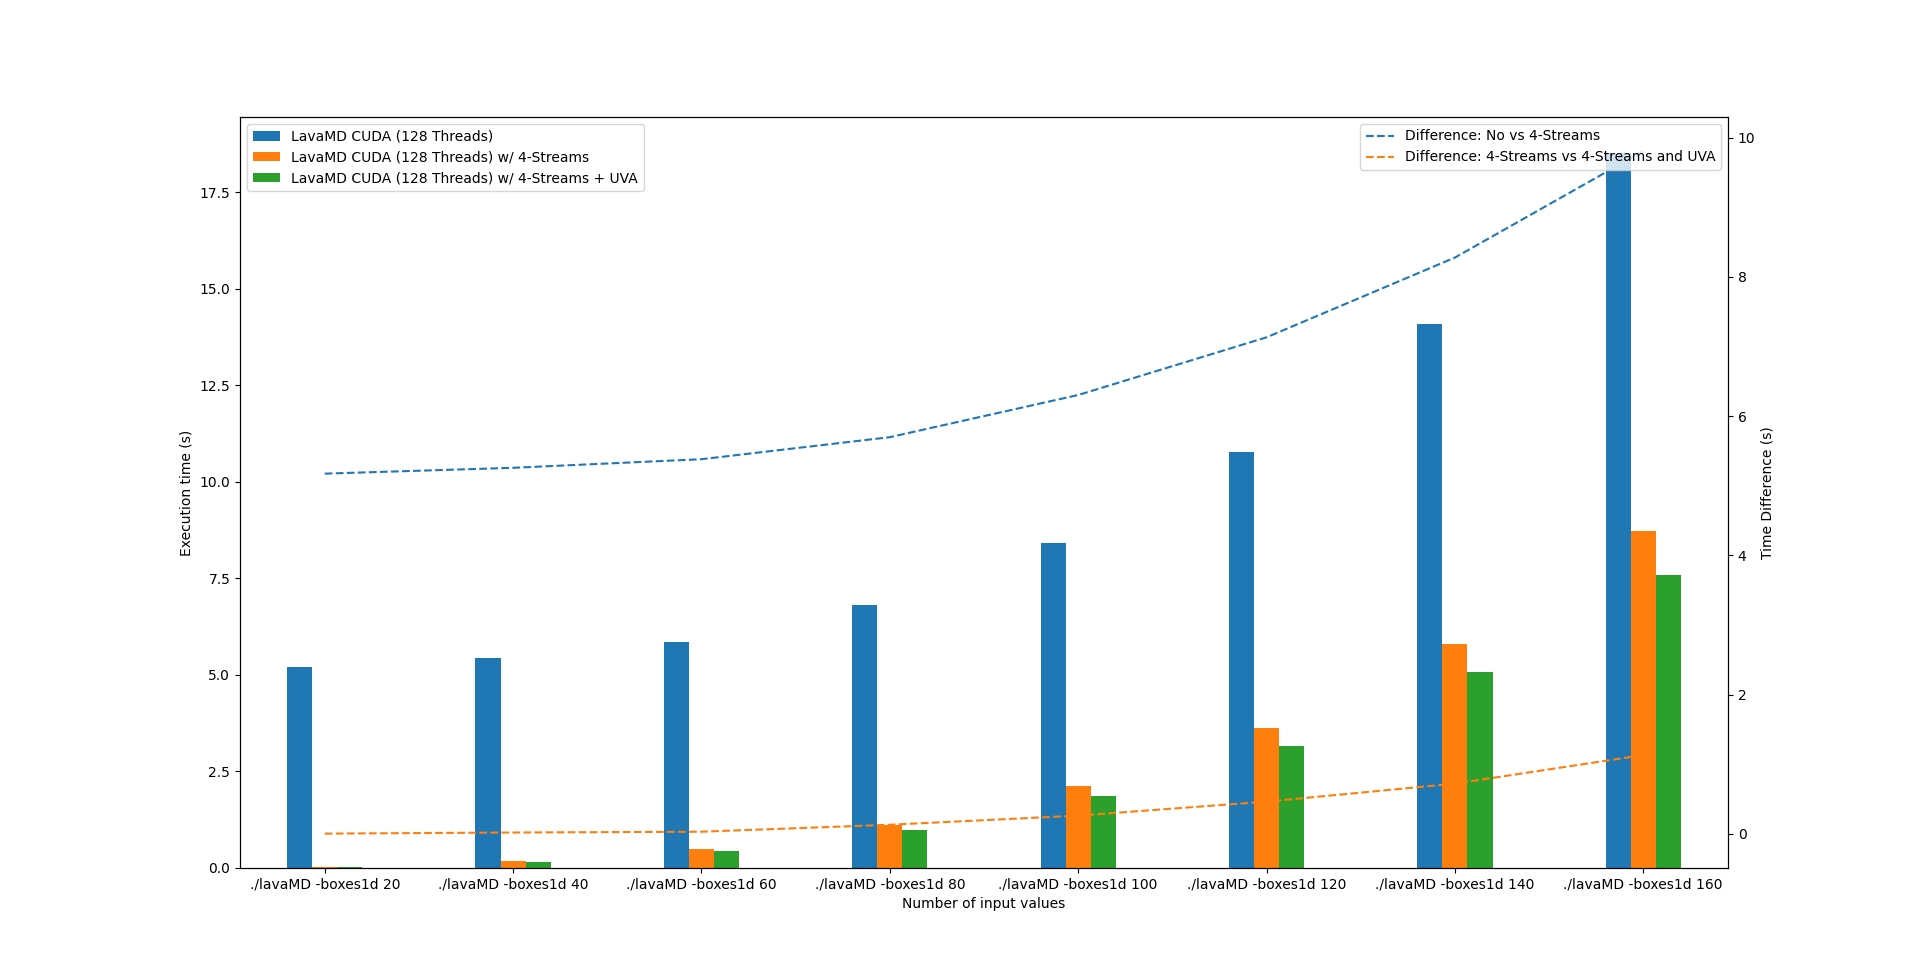 LavaMD CUDA (128 Threads)
LavaMD CUDA (128 Threads) w/ 4-Streams
LavaMD CUDA (128 Threads) w/ 4-Streams + UVA
Difference: No vs 4-Streams
Difference: 4-Streams vs 4-Streams and UVA
17.5
15.0
12.5
10.0
7.5
5.0
2.5
0.0
Execution time (s)
10
8
6
4
2
0
Time Difference (s)
./lavaMD -boxes1d 20
./lavaMD -boxes1d 40
./lavaMD -boxes1d 60
./lavaMD -boxes1d 80
./lavaMD -boxes1d 100
./lavaMD -boxes1d 120
./lavaMD -boxes1d 140
./lavaMD -boxes1d 160
Number of input values